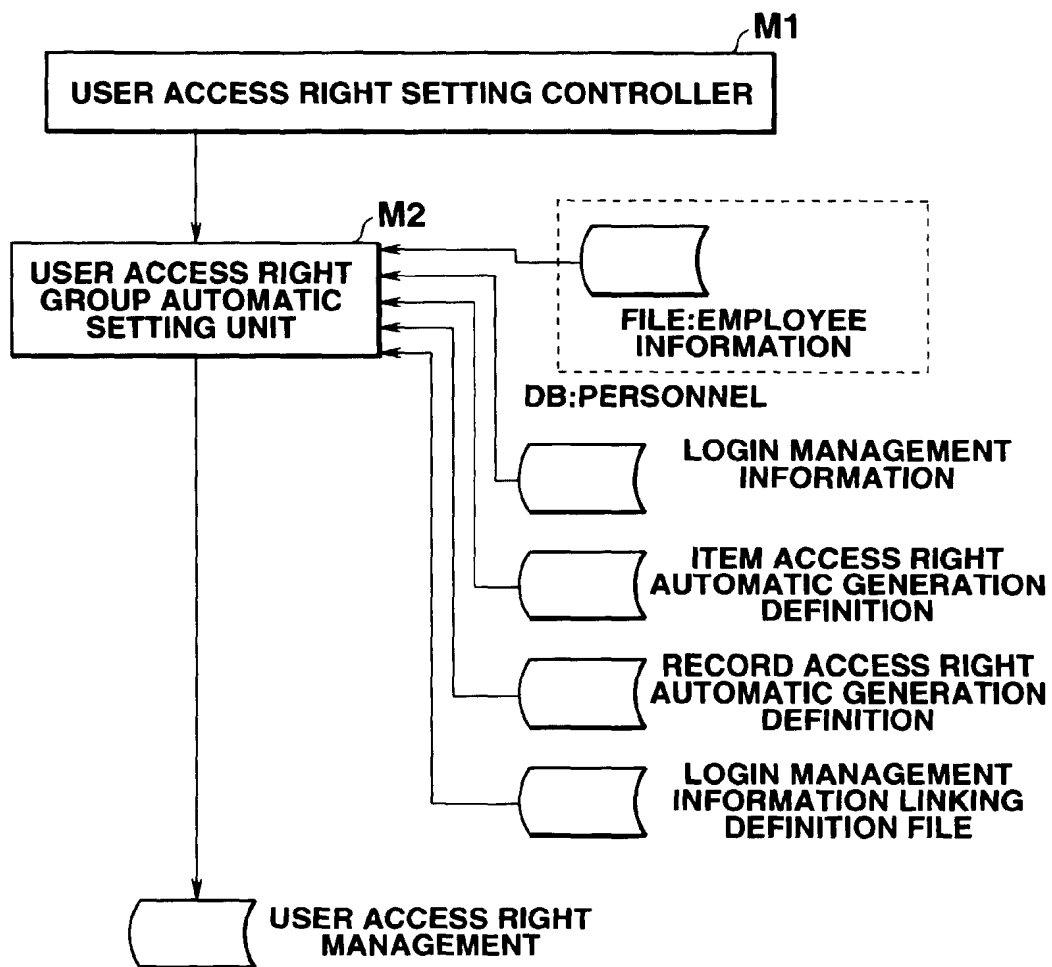 M1
USER ACCESS RIGHT SETTING CONTROLLER
M2
USER ACCESS RIGHT
GROUP AUTOMATIC
SETTING UNIT
FILE:EMPLOYEE
INFORMATION
DB:PERSONNEL
LOGIN MANAGEMENT
INFORMATION
ITEM ACCESS RIGHT
AUTOMATIC GENERATION
DEFINITION
RECORD ACCESS RIGHT
AUTOMATIC GENERATION
DEFINITION
LOGIN MANAGEMENT
INFORMATION LINKING
DEFINITION FILE
USER ACCESS RIGHT
MANAGEMENT